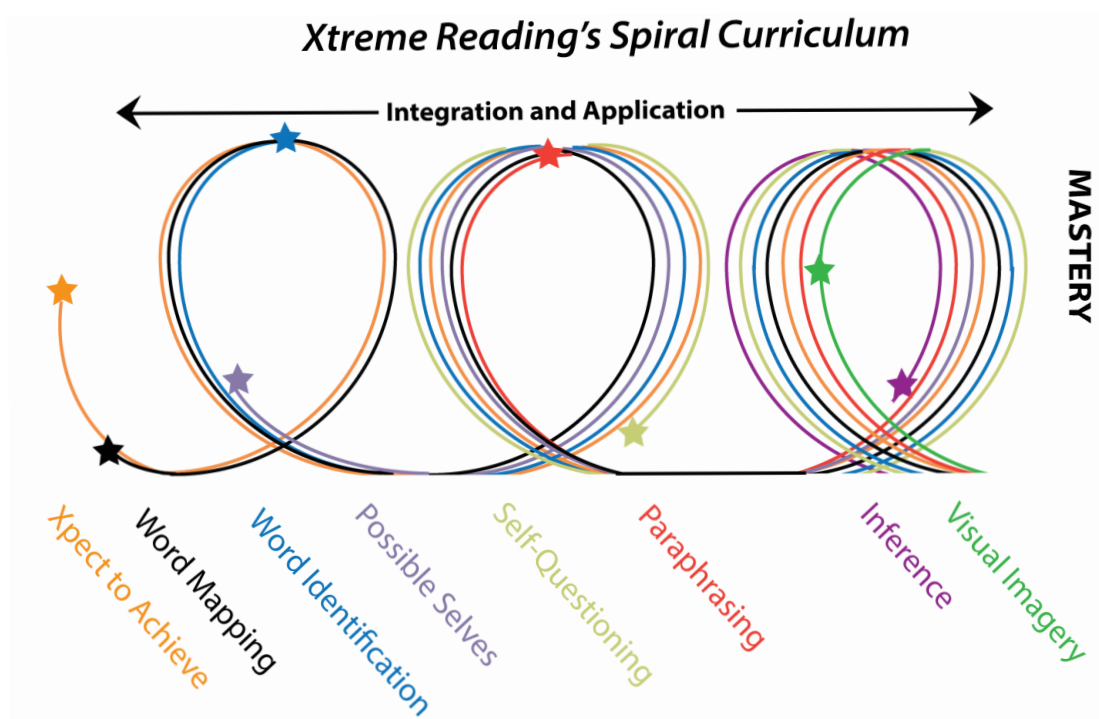 Xtreme Reading's Spiral Curriculum
Integration and Application
MASTERY
Xpect to Achieve
Word Mapping
Word Identification
Possible Selves
Self-Questioning
Paraphrasing
Inference
Visual Imagery